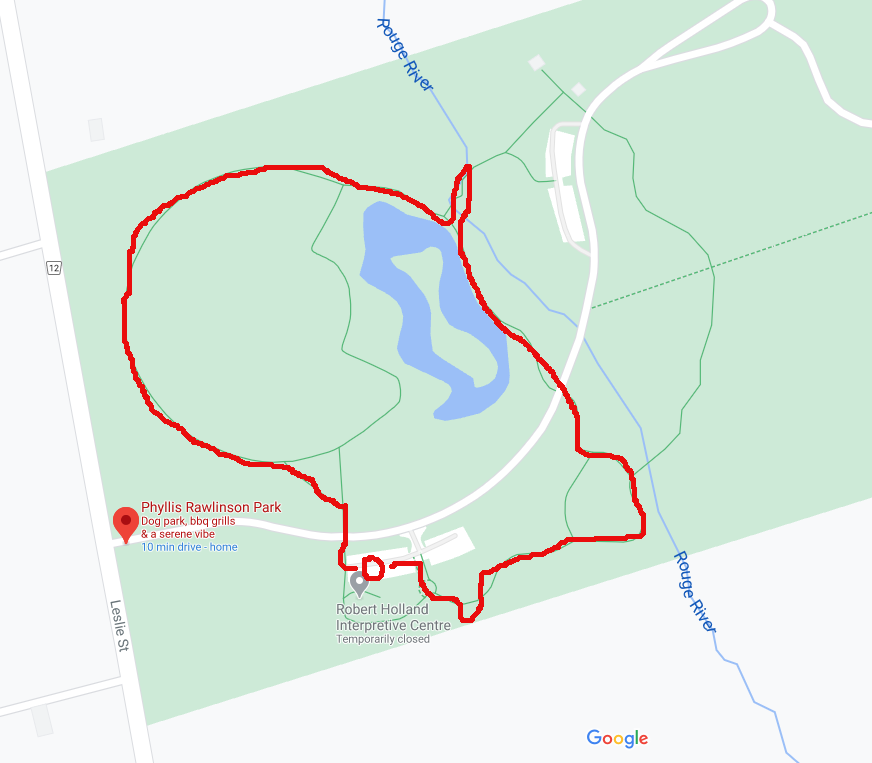 Rouge River
12
Phyllis Rawlinson Park
Dog park, bbq grills
& a serene vibe
10 min drive - home
Leslie St
Robert Holland
Interpretive Centre
Temporarily closed
Rouge River
Google